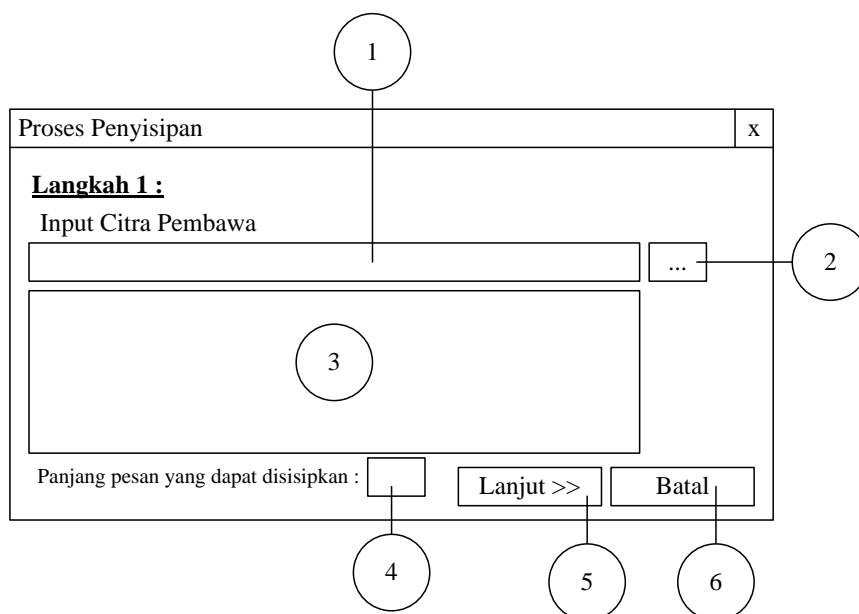 1
Proses Penyisipan x
Langkah 1 :
Input Citra Pembawa
... 2
3
Panjang pesan yang dapat disisipkan :
Lanjut >> Batal
4 5 6